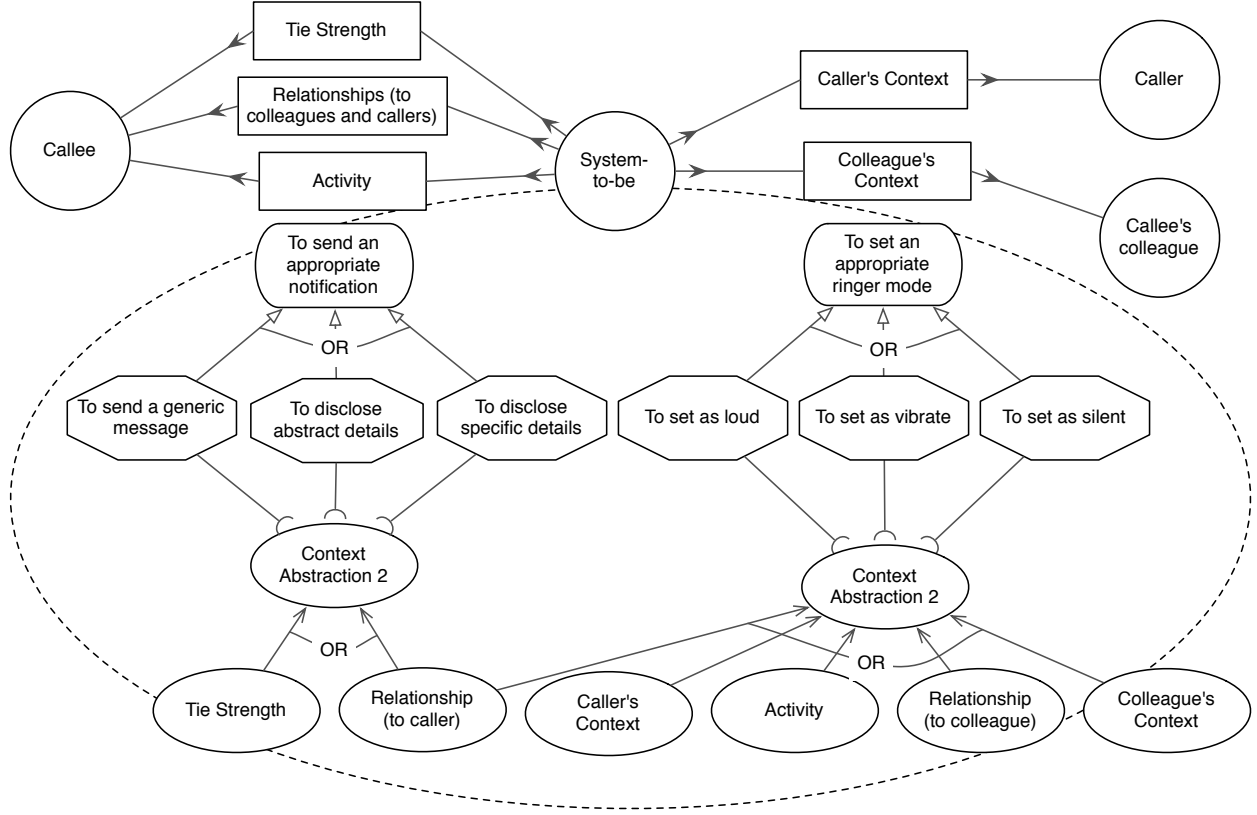 Tie Strength
Relationships (to
colleagues and callers)
Activity
Callee
System-
to-be
Caller's Context
Caller
Colleague's
Context
Callee's
colleague
To send an
appropriate
notification
To set an
appropriate
ringer mode
OR
OR
To send a generic
message
To disclose
abstract details
To disclose
specific details
To set as loud
To set as vibrate
To set as silent
Context
Abstraction 2
Context
Abstraction 2
OR
OR
Tie Strength
Relationship
(to caller)
Caller's
Context
Activity
Relationship
(to colleague)
Colleague's
Context